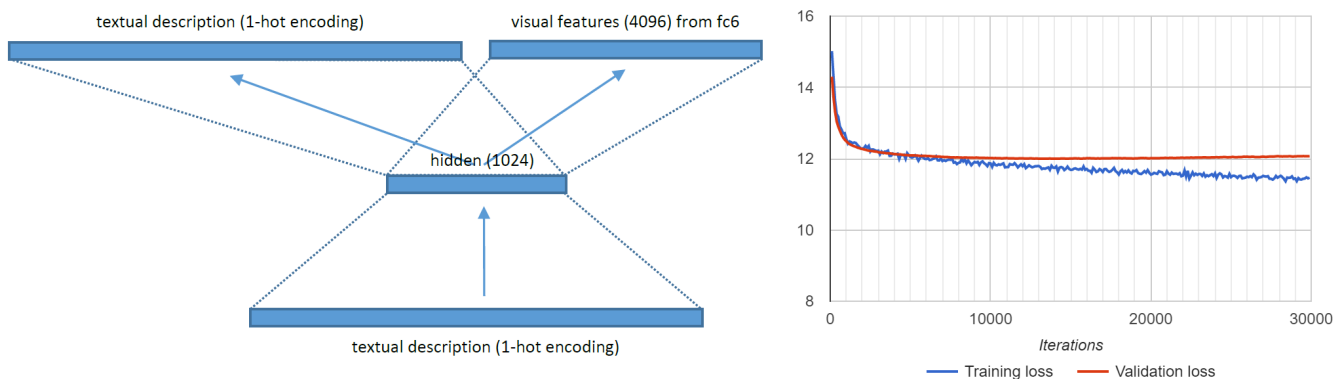 textual description (1-hot encoding)
visual features (4096) from fc6
hidden (1024)
textual description (1-hot encoding)
16
14
12
10
8
0
10000
20000
30000
Iterations
Training loss
Validation loss